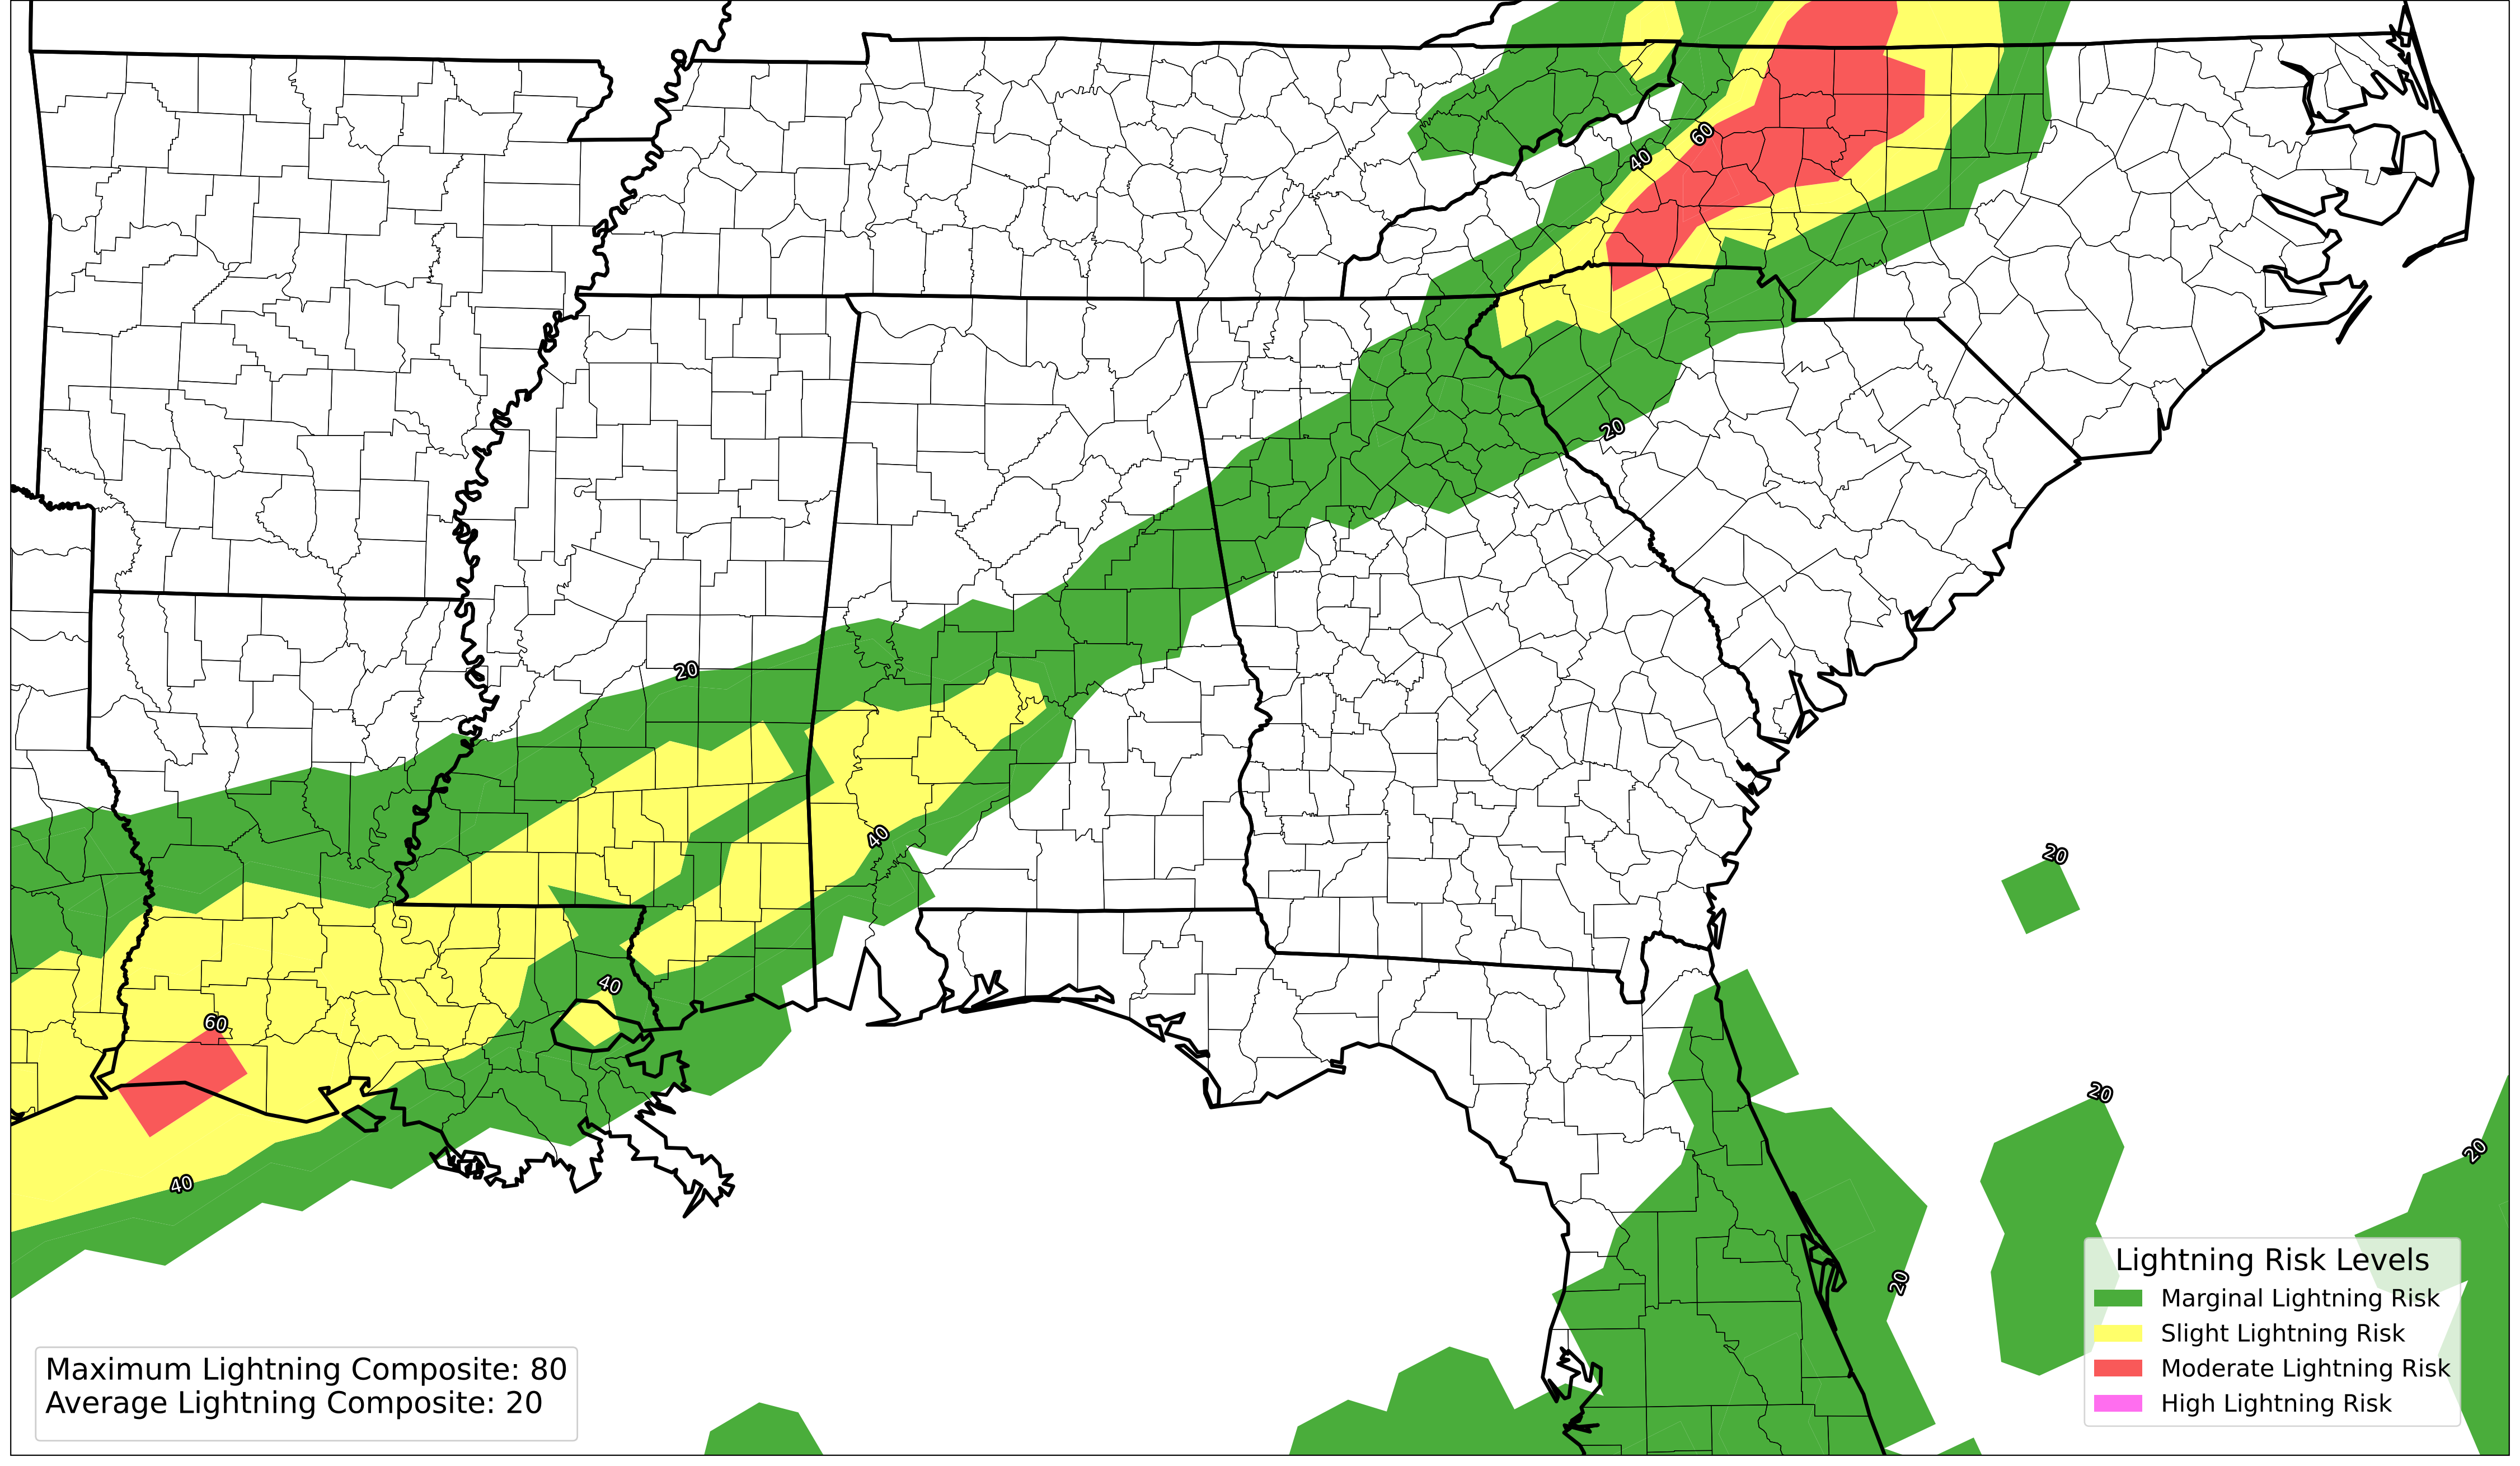 60
40
20
20
40
20
40
60
20
20
40
20
Lightning Risk Levels
Marginal Lightning Risk
Slight Lightning Risk
Moderate Lightning Risk
High Lightning Risk
Maximum Lightning Composite: 80
Average Lightning Composite: 20